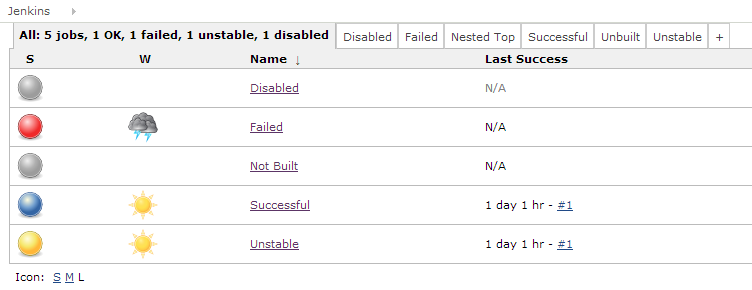 Jenkins
All: 5 jobs, 1 OK, 1 failed, 1 unstable, 1 disabled Disabled Failed Nested Top Successful Unbuilt Unstable +
S W Name ↓ Last Success
Disabled N/A
Failed N/A
Not Built N/A
Successful 1 day 1 hr - #1
Unstable 1 day 1 hr - #1
Icon: S M L